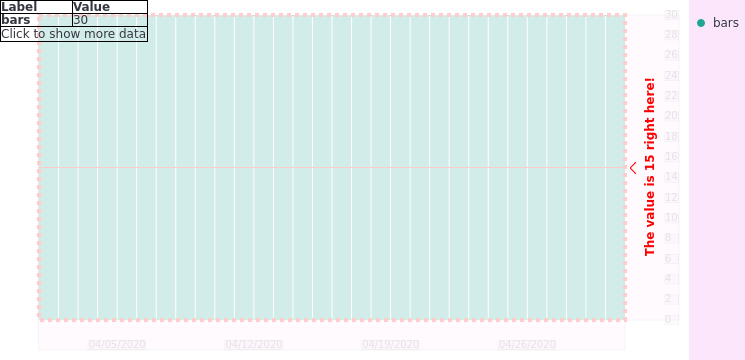 Label Value
bars 30
Click to show more data
bars
30
28
26
24
22
20
18
16
14
12
10
8
6
4
2
0
The value is 15 right here!
04/05/2020 04/12/2020 04/19/2020 04/26/2020